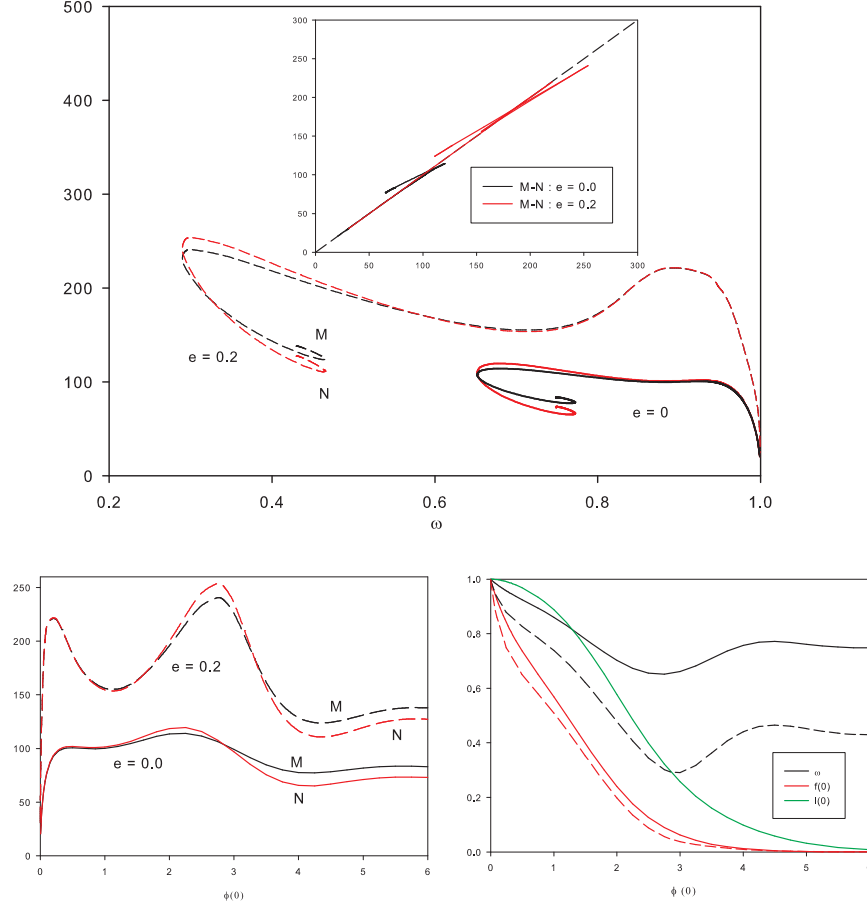 500
400
300
200
100
0
0.2
0.4
0.6
0.8
1.0
ω
300
250
200
150
100
50
0
0
50
100
150
200
250
300
M-N : e = 0.0
M-N : e = 0.2
M
e = 0.2
N
e = 0
250
200
150
100
50
0
0
1
2
3
4
5
6
e = 0.2
M
N
e = 0.0
M
N
ϕ(0)
1.0
0.8
0.6
0.4
0.2
0.0
0
1
2
3
4
5
ω
f(0)
I(0)
ϕ (0)